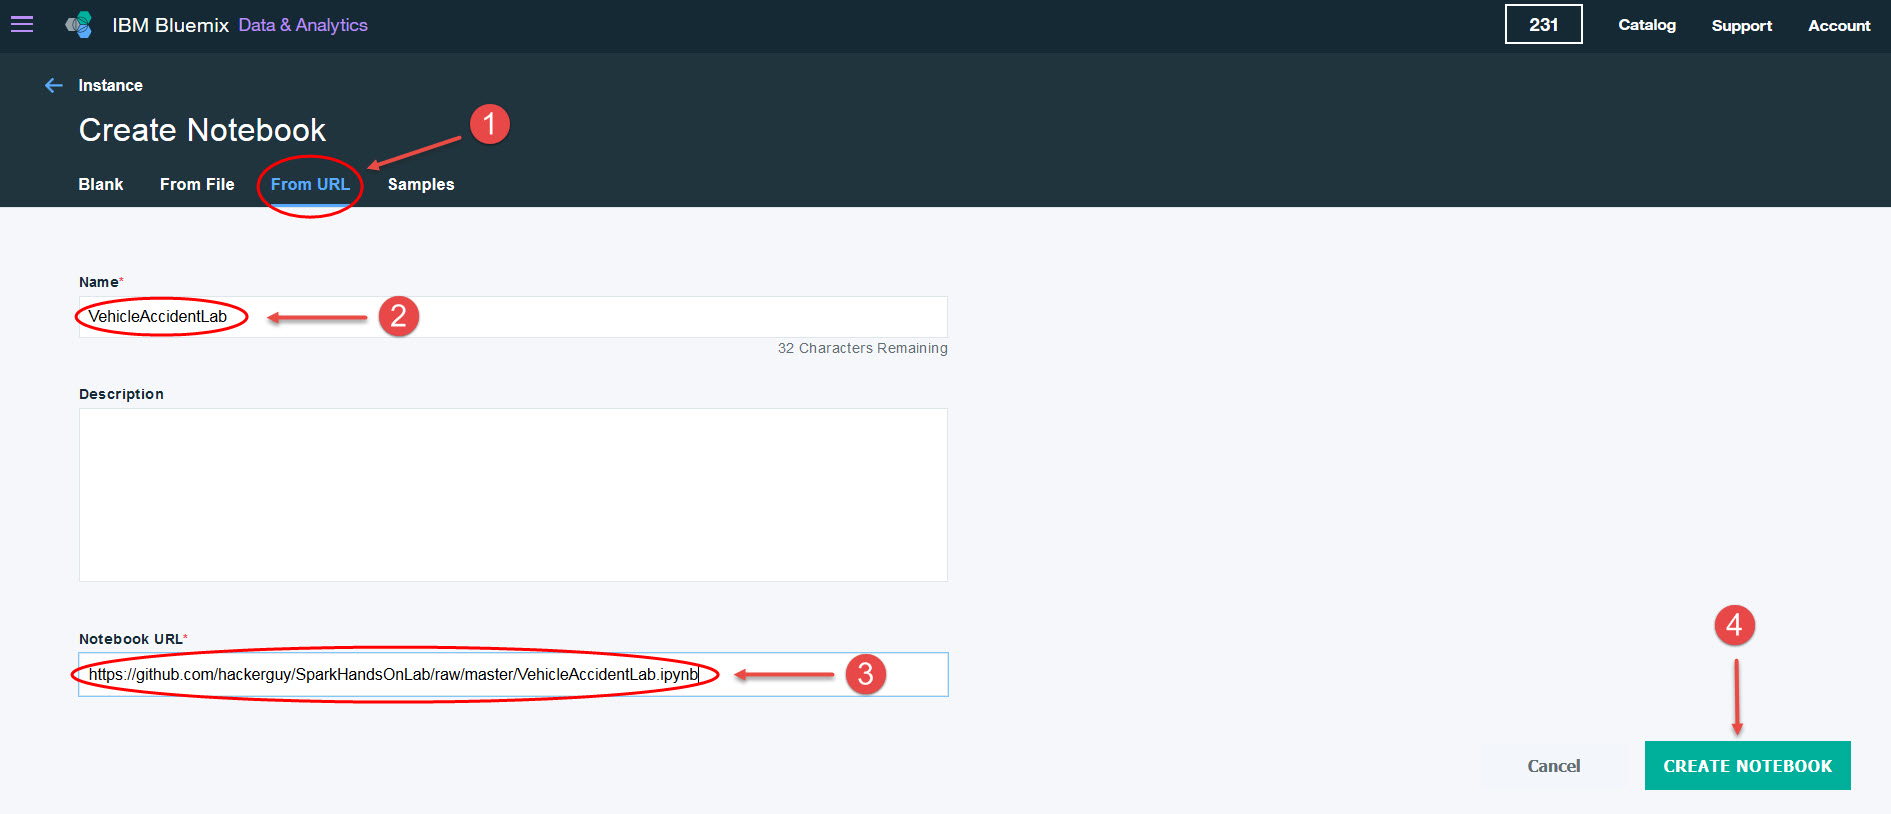 IBM Bluemix Data & Analytics 231 Catalog Support Account
Instance
Create Notebook
1
Blank From File From URL Samples
Name*
VehicleAccidentLab
2
32 Characters Remaining
Description
Notebook URL*
https://github.com/hackerguy/SparkHandsOnLab/raw/master/VehicleAccidentLab.ipynb
3
4
Cancel CREATE NOTEBOOK